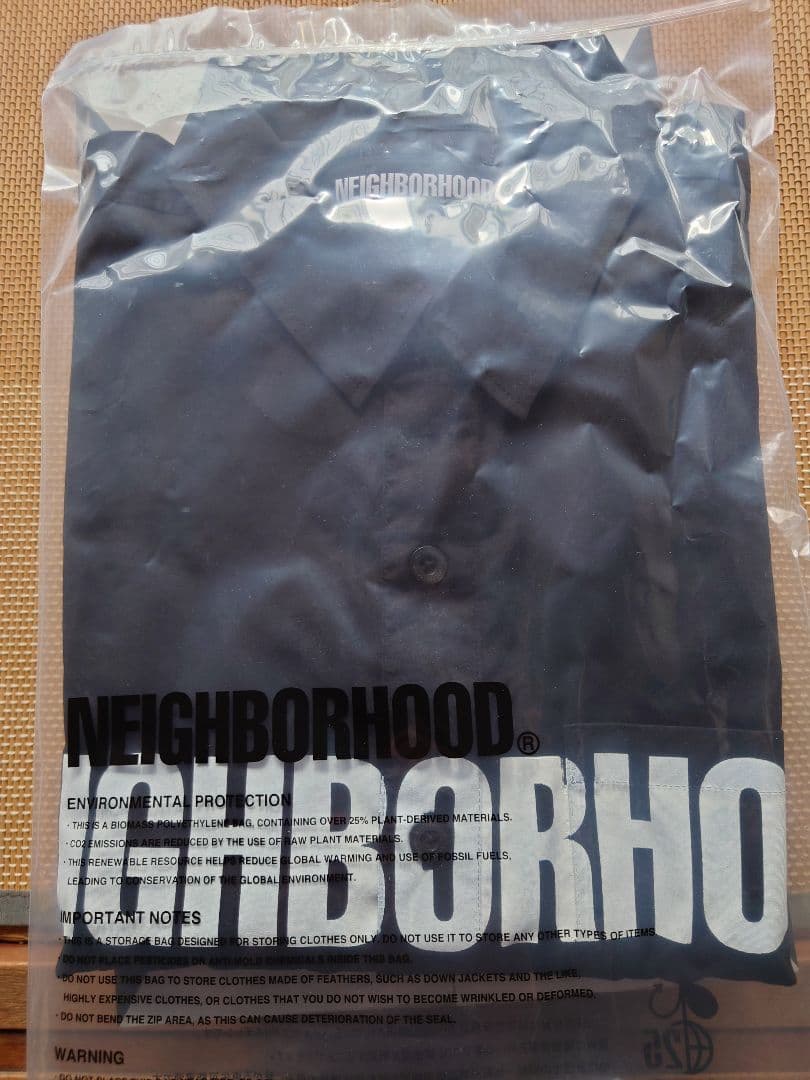 NEIGHBORHOOD
NEIGHBORHOOD®
IGHBORHO
ENVIRONMENTAL PROTECTION
· THIS IS A BIOMASS POLYETHYLENE BAG, CONTAINING OVER 25% PLANT-DERIVED MATERIALS.
· CO2 EMISSIONS ARE REDUCED BY THE USE OF RAW PLANT MATERIALS.
· THIS RENEWABLE RESOURCE HELPS REDUCE GLOBAL WARMING AND USE OF FOSSIL FUELS,
LEADING TO CONSERVATION OF THE GLOBAL ENVIRONMENT.
IMPORTANT NOTES
· THIS IS A STORAGE BAG DESIGNED FOR STORING CLOTHES ONLY. DO NOT USE IT TO STORE ANY OTHER TYPES OF ITEMS.
· DO NOT PLACE PESTICIDES OR ANTI-MOLD CHEMICALS INSIDE THIS BAG.
· DO NOT USE THIS BAG TO STORE CLOTHES MADE OF FEATHERS, SUCH AS DOWN JACKETS AND THE LIKE,
HIGHLY EXPENSIVE CLOTHES, OR CLOTHES THAT YOU DO NOT WISH TO BECOME WRINKLED OR DEFORMED.
· DO NOT BEND THE ZIP AREA, AS THIS CAN CAUSE DETERIORATION OF THE SEAL.
25
WARNING